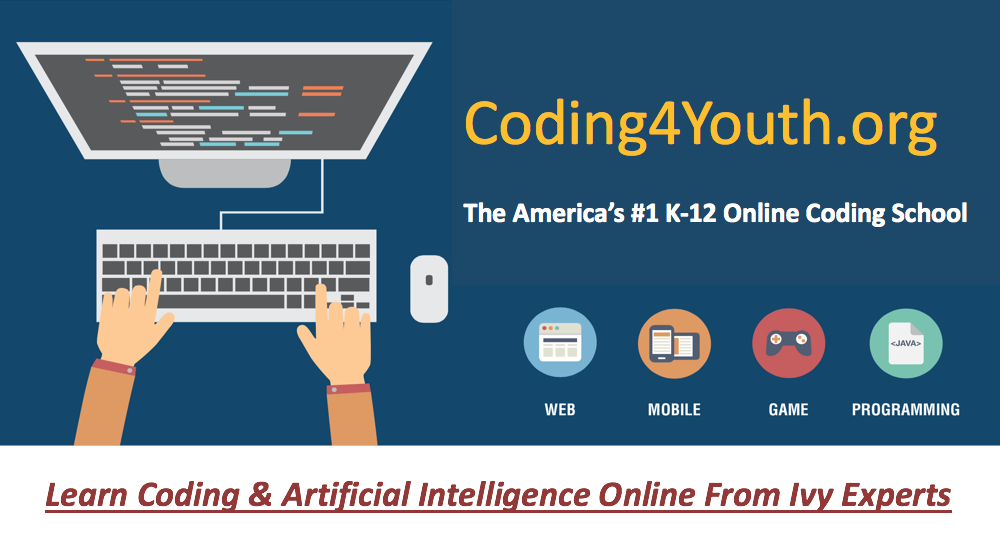 Coding4Youth.org
The America's #1 K-12 Online Coding School
<JAVA>
WEB MOBILE GAME PROGRAMMING
Learn Coding & Artificial Intelligence Online From Ivy Experts